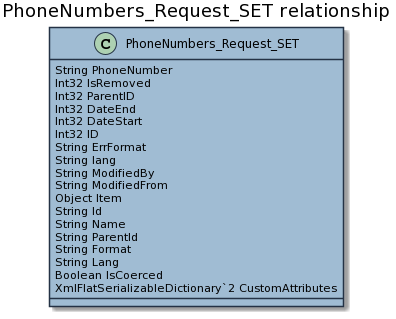 PhoneNumbers_Request_SET relationship
C PhoneNumbers_Request_SET
String PhoneNumber
Int32 IsRemoved
Int32 ParentID
Int32 DateEnd
Int32 DateStart
Int32 ID
String ErrFormat
String lang
String ModifiedBy
String ModifiedFrom
Object Item
String Id
String Name
String ParentId
String Format
String Lang
Boolean IsCoerced
XmlFlatSerializableDictionary`2 CustomAttributes